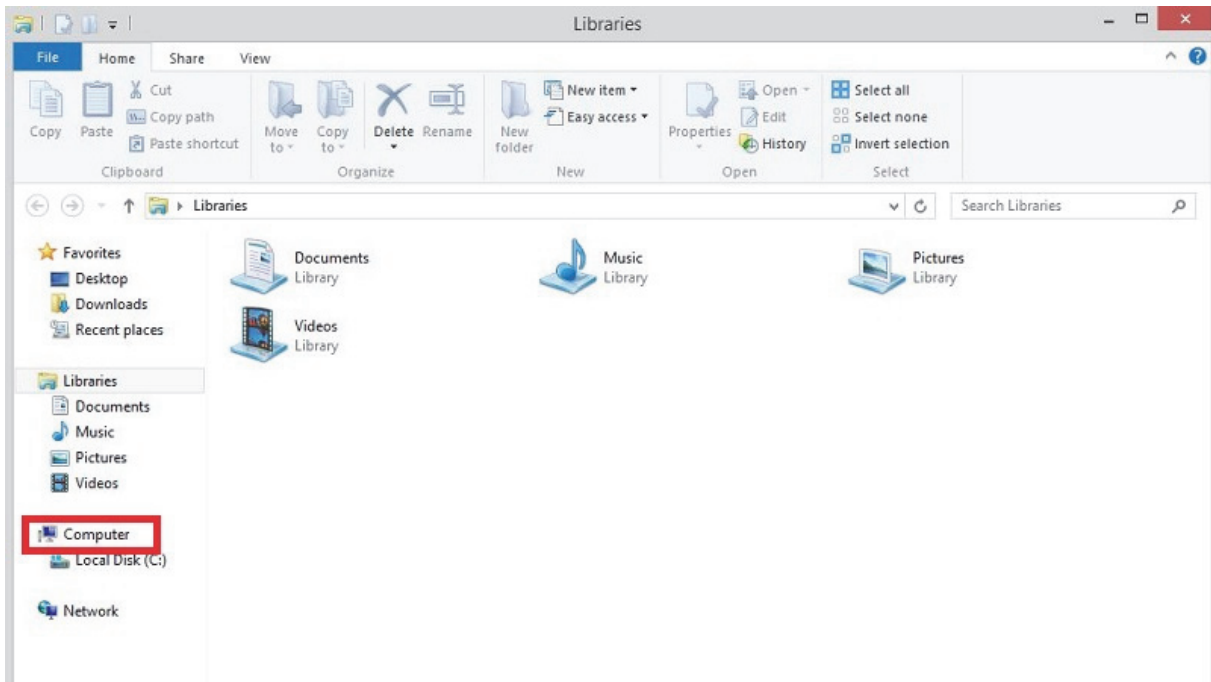 Libraries
File Home Share View
Copy
Paste
Cut
Copy path
Paste shortcut
Clipboard
Move to
Copy to
Delete
Rename
Organize
New folder
New item
Easy access
New
Properties
Open
Edit
History
Open
Select all
Select none
Invert selection
Select
Libraries
Search Libraries
Favorites
Desktop
Downloads
Recent places
Libraries
Documents
Music
Pictures
Videos
Computer
Local Disk (C:)
Network
Documents
Library
Music
Library
Pictures
Library
Videos
Library